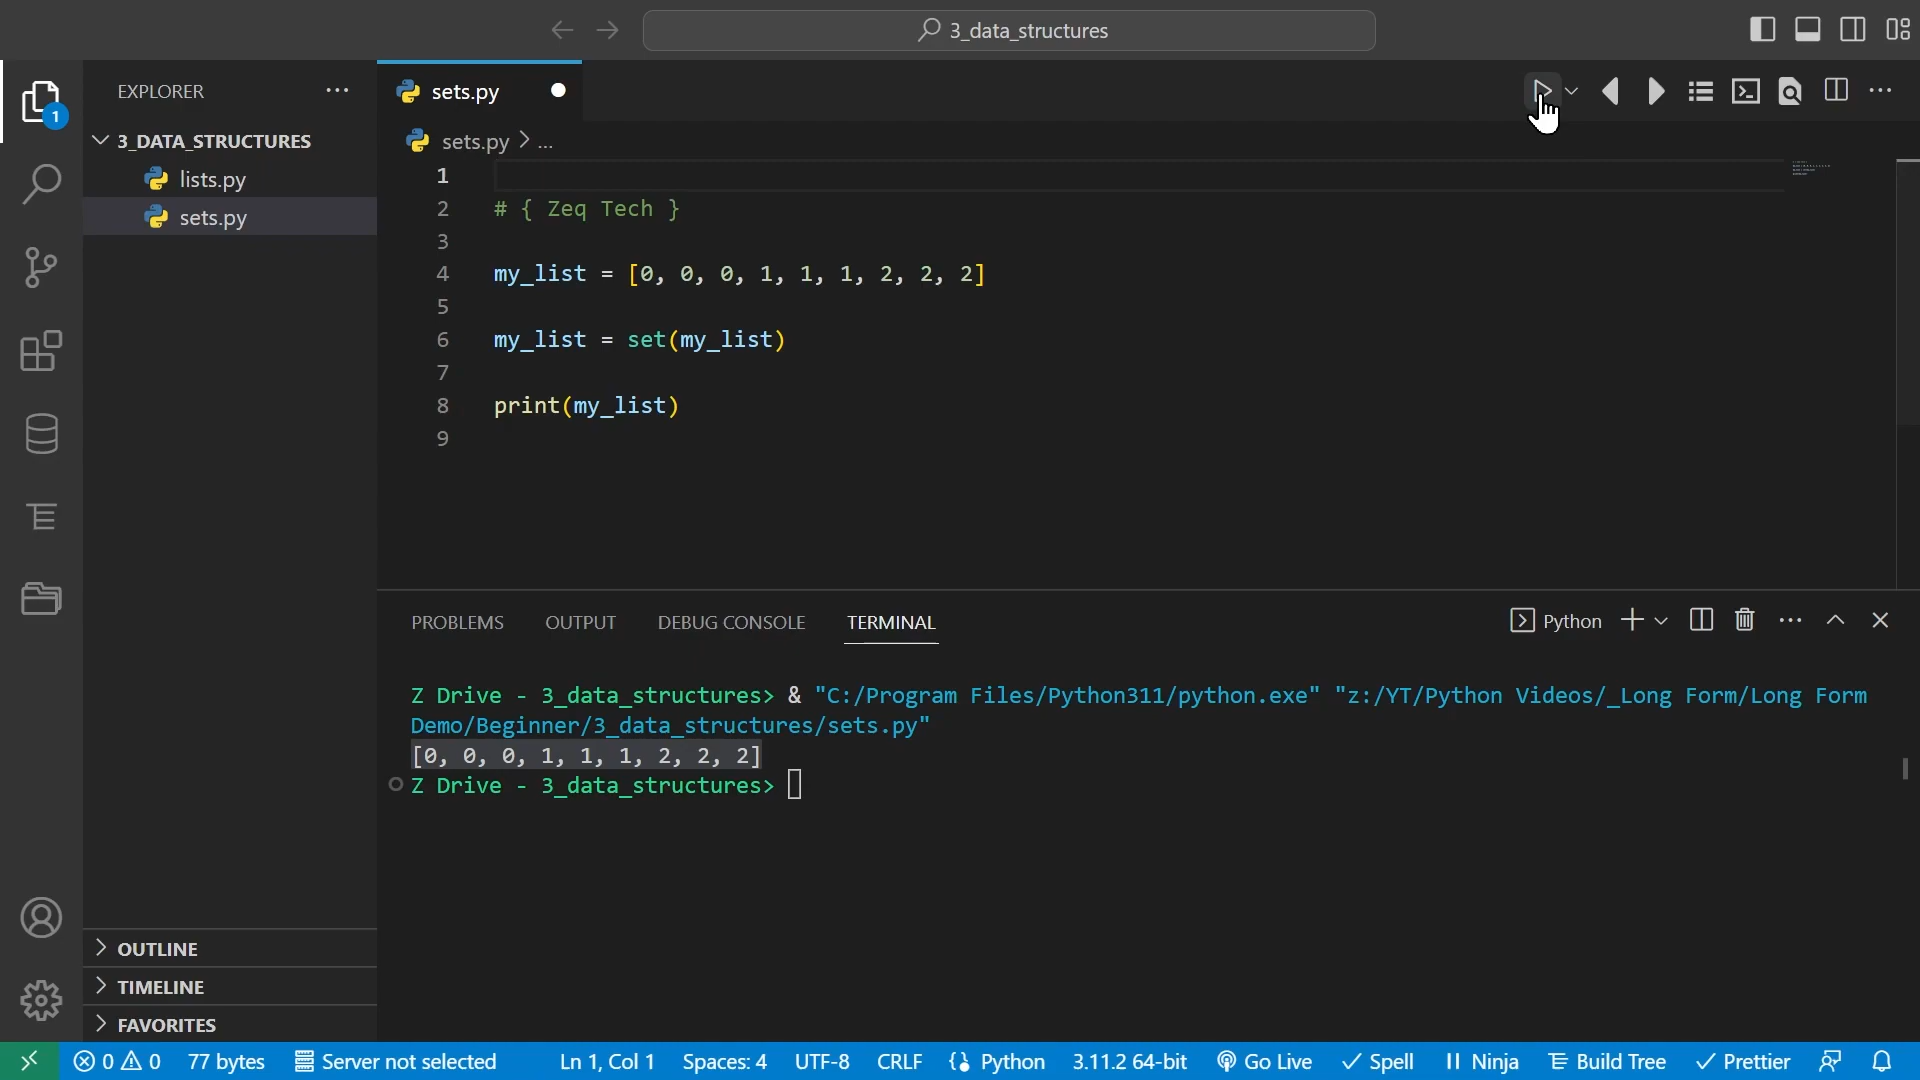 3_data_structures
EXPLORER
sets.py
1
3_DATA_STRUCTURES
lists.py
sets.py
sets.py > ...
1
2 # { Zeq Tech }
3
4 my_list = [0, 0, 0, 1, 1, 1, 2, 2, 2]
5
6 my_list = set(my_list)
7
8 print(my_list)
9
PROBLEMS OUTPUT DEBUG CONSOLE TERMINAL
Python
Z Drive - 3_data_structures> & "C:/Program Files/Python311/python.exe" "z:/YT/Python Videos/_Long Form/Long Form
Demo/Beginner/3_data_structures/sets.py"
[0, 0, 0, 1, 1, 1, 2, 2, 2]
Z Drive - 3_data_structures>
OUTLINE
TIMELINE
FAVORITES
0 0 77 bytes Server not selected Ln 1, Col 1 Spaces: 4 UTF-8 CRLF Python 3.11.2 64-bit Go Live Spell Ninja Build Tree Prettier